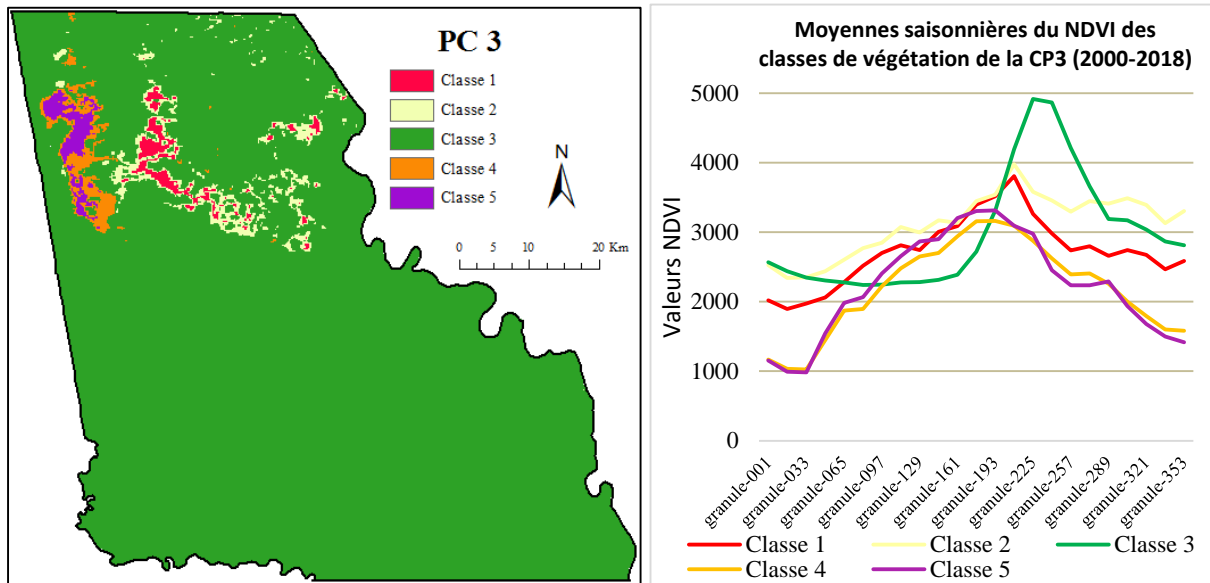 PC 3
Classe 1
Classe 2
Classe 3
Classe 4
Classe 5
N
0 5 10 20 Km
Moyennes saisonnières du NDVI des
classes de végétation de la CP3 (2000-2018)
Valeurs NDVI
5000
4000
3000
2000
1000
0
granule-001
granule-033
granule-065
granule-097
granule-129
granule-161
granule-193
granule-225
granule-257
granule-289
granule-321
granule-353
Classe 1 Classe 2 Classe 3
Classe 4 Classe 5